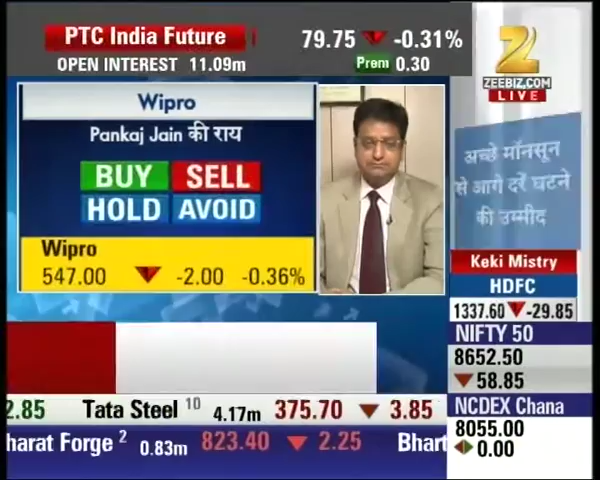 PTC India Future
79.75 -0.31%
OPEN INTEREST 11.09m
Prem 0.30
Z
ZEEBIZ.COM
LIVE
Wipro
Pankaj Jain की राय
BUY SELL
HOLD AVOID
Wipro
547.00 -2.00 -0.36%
अच्छे मॉनसून
से आगे दरें घटने
की उम्मीद
Keki Mistry
HDFC
1337.60 -29.85
NIFTY 50
8652.50
58.85
NCDEX Chana
8055.00
0.00
2.85 Tata Steel 10 4.17m 375.70 3.85
harat Forge 2 0.83m 823.40 2.25 Bhart